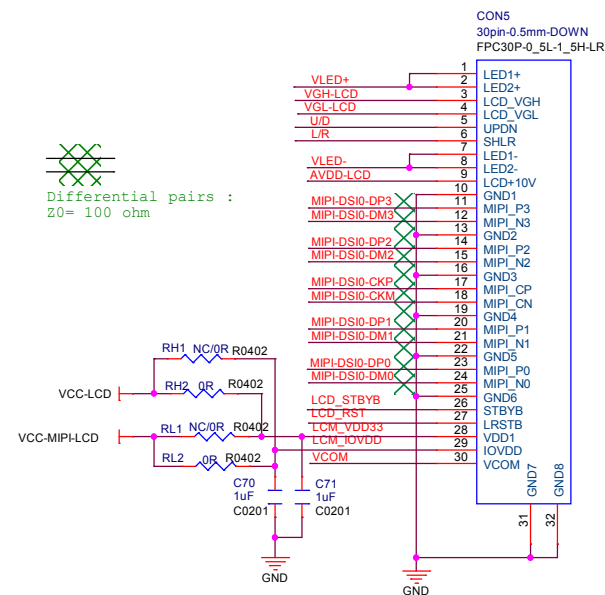 CON5
30pin-0.5mm-DOWN
FPC30P-0_5L-1_5H-LR
1 LED1+
VLED+ 2 LED2+
VGH-LCD 3 LCD_VGH
VGL-LCD 4 LCD_VGL
U/D 5 UPDN
L/R 6 SHLR
7 LED1-
VLED- 8 LED2-
AVDD-LCD 9 LCD+10V
10 GND1
MIPI-DSI0-DP3 11 MIPI_P3
MIPI-DSI0-DM3 12 MIPI_N3
13 GND2
MIPI-DSI0-DP2 14 MIPI_P2
MIPI-DSI0-DM2 15 MIPI_N2
16 GND3
MIPI-DSI0-CKP 17 MIPI_CP
MIPI-DSI0-CKM 18 MIPI_CN
19 GND4
MIPI-DSI0-DP1 20 MIPI_P1
MIPI-DSI0-DM1 21 MIPI_N1
22 GND5
MIPI-DSI0-DP0 23 MIPI_P0
MIPI-DSI0-DM0 24 MIPI_N0
25 GND6
LCD_STBYB 26 STBYB
LCD_RST 27 LRSTB
LCM_VDD33 28 VDD1
LCM_IOVDD 29 IOVDD
VCOM 30 VCOM
GND7 GND8
31 32
Differential pairs :
Z0= 100 ohm
RH1 NC/0R R0402
VCC-LCD RH2 0R R0402
VCC-MIPI-LCD RL1 NC/0R R0402
RL2 0R R0402
C70 C71
1uF 1uF
C0201 C0201
GND
GND